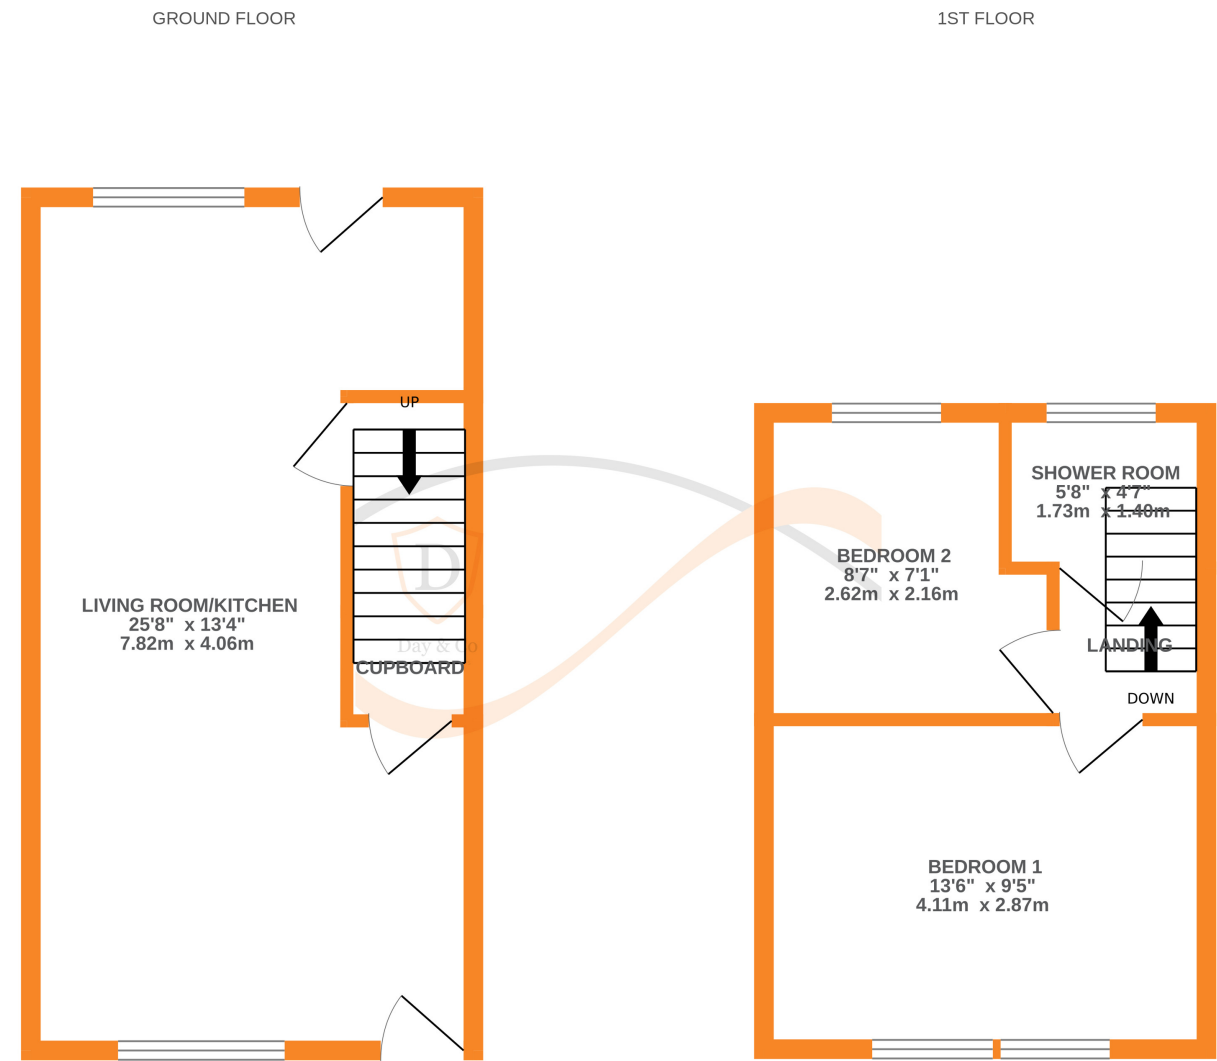 GROUND FLOOR
1ST FLOOR
UP
LIVING ROOM/KITCHEN
25'8" x 13'4"
7.82m x 4.06m
D
Day & Co
CUPBOARD
SHOWER ROOM
5'8" x 4'7"
1.73m x 1.40m
BEDROOM 2
8'7" x 7'1"
2.62m x 2.16m
LANDING
DOWN
BEDROOM 1
13'6" x 9'5"
4.11m x 2.87m